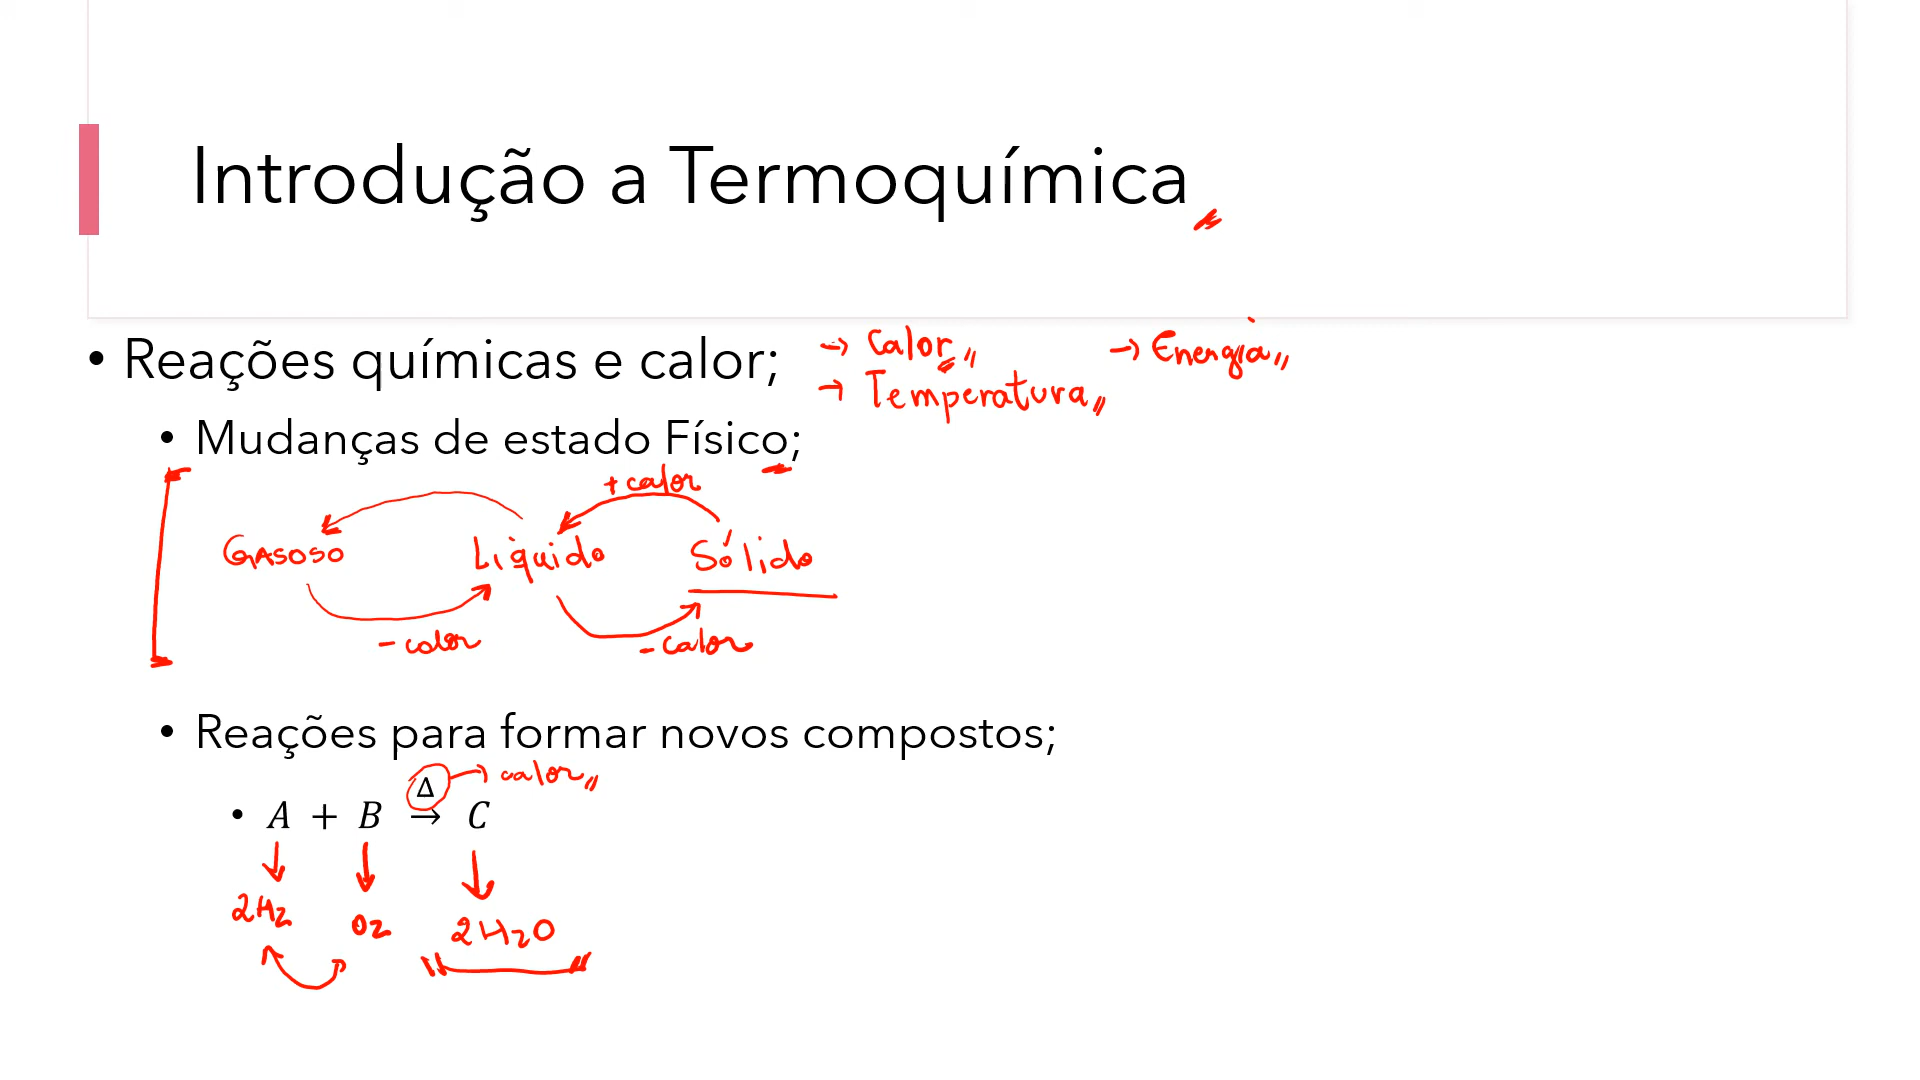 Introdução a Termoquímica
• Reações químicas e calor; → Calor → Energia
→ Temperatura
• Mudanças de estado Físico;
+ calor
Gasoso Líquido Sólido
- calor - calor
• Reações para formar novos compostos;
Δ → calor
• A + B → C
2H2 O2 2H2O